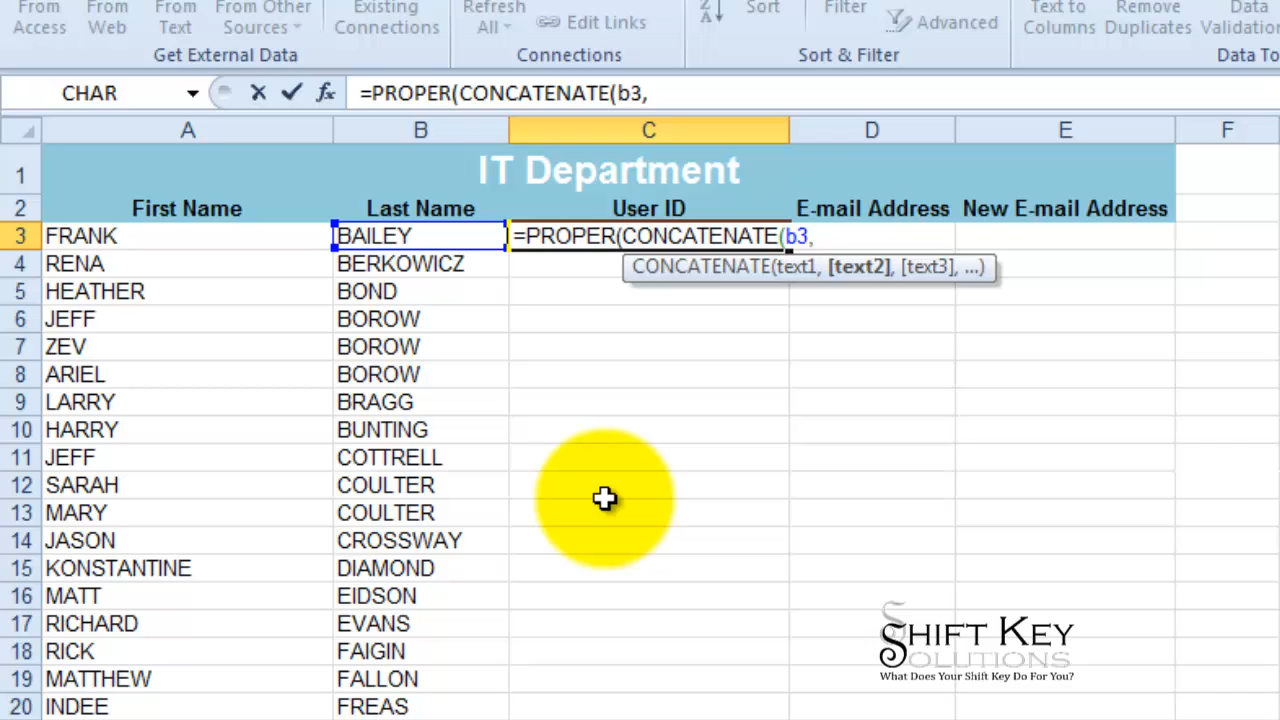 From Access From Web From Text From Other Sources Existing Connections Refresh All Edit Links Sort Filter Advanced Text to Columns Remove Duplicates Data Validation
Get External Data Connections Sort & Filter Data To
CHAR fx =PROPER(CONCATENATE(b3,
A B C D E F
1 IT Department
2 First Name Last Name User ID E-mail Address New E-mail Address
3 FRANK BAILEY =PROPER(CONCATENATE(b3,
4 RENA BERKOWICZ CONCATENATE(text1, [text2], [text3], ...)
5 HEATHER BOND
6 JEFF BOROW
7 ZEV BOROW
8 ARIEL BOROW
9 LARRY BRAGG
10 HARRY BUNTING
11 JEFF COTTRELL
12 SARAH COULTER
13 MARY COULTER
14 JASON CROSSWAY
15 KONSTANTINE DIAMOND
16 MATT EIDSON
17 RICHARD EVANS
18 RICK FAIGIN
19 MATTHEW FALLON
20 INDEE FREAS
SHIFT KEY
SOLUTIONS
What Does Your Shift Key Do For You?